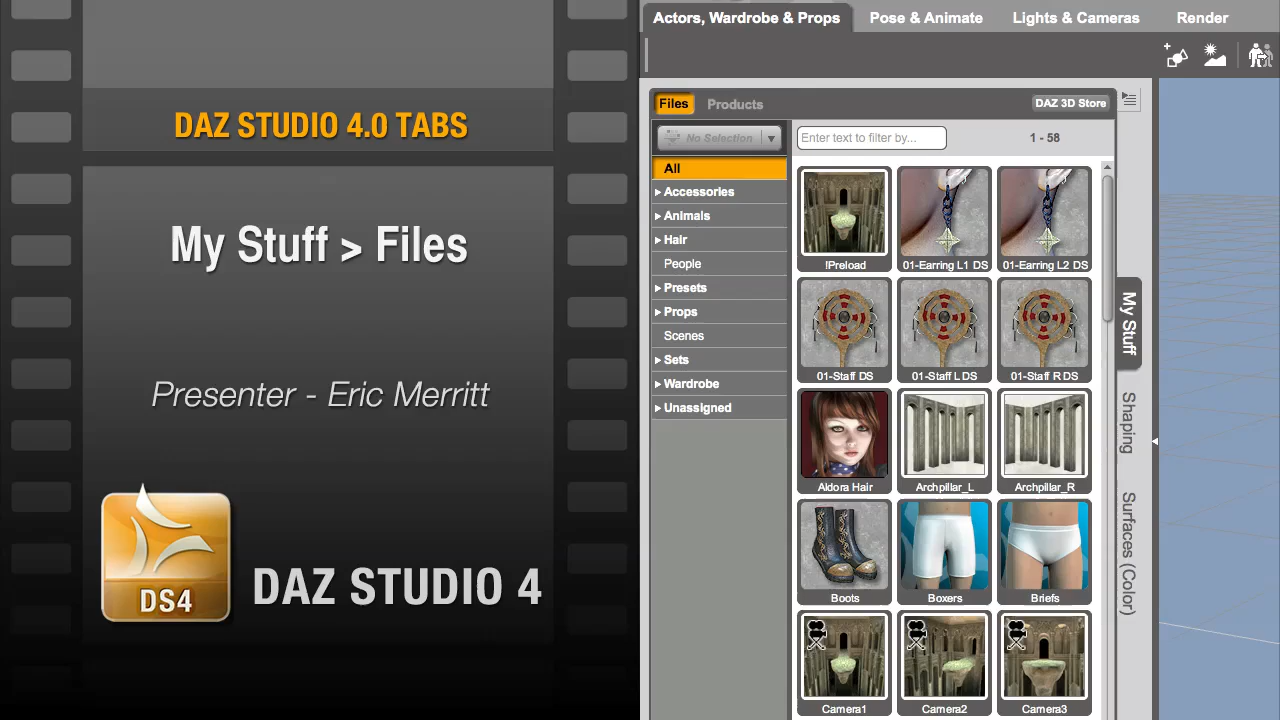 DAZ STUDIO 4.0 TABS
My Stuff > Files
Presenter - Eric Merritt
DS4
DAZ STUDIO 4
Actors, Wardrobe & Props
Pose & Animate
Lights & Cameras
Render
Files
Products
DAZ 3D Store
No Selection
Enter text to filter by...
1 - 58
All
Accessories
Animals
Hair
People
Presets
Props
Scenes
Sets
Wardrobe
Unassigned
!Preload
01-Earring L1 DS
01-Earring L2 DS
01-Staff DS
01-Staff L DS
01-Staff R DS
Aldora Hair
Archpillar_L
Archpillar_R
Boots
Boxers
Briefs
Camera1
Camera2
Camera3
My Stuff
Shaping
Surfaces (Color)